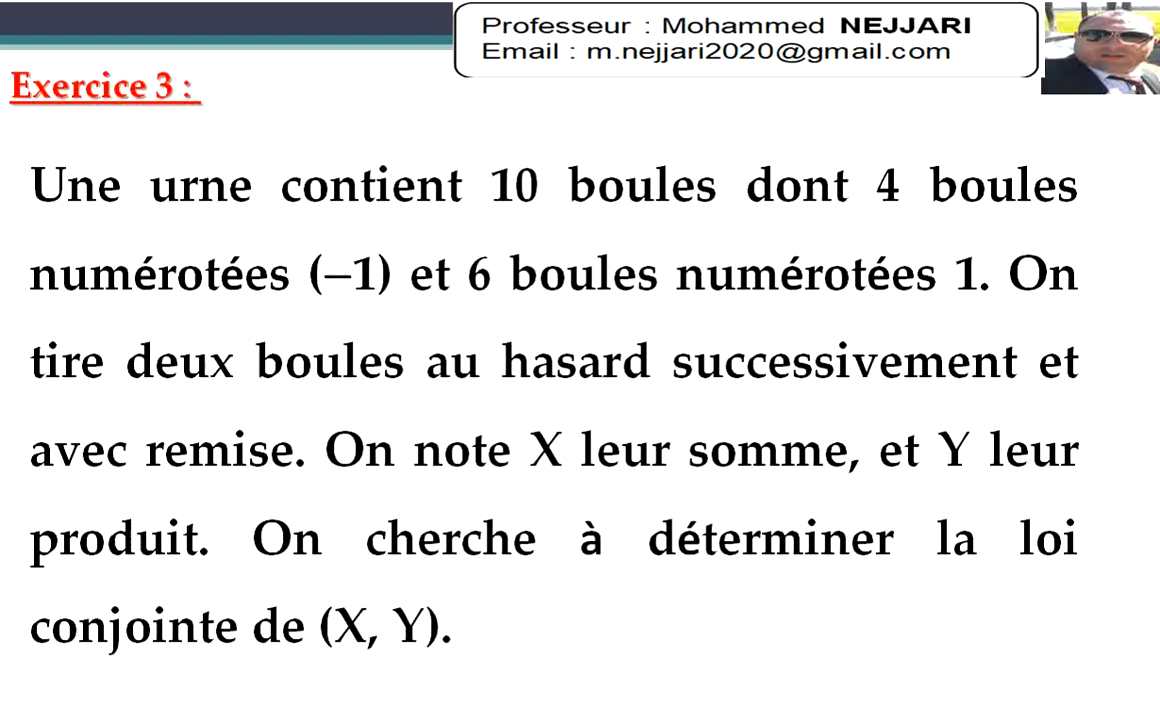 Professeur : Mohammed NEJJARI
Email : m.nejjari2020@gmail.com
Exercice 3 :
Une urne contient 10 boules dont 4 boules
numérotées (–1) et 6 boules numérotées 1. On
tire deux boules au hasard successivement et
avec remise. On note X leur somme, et Y leur
produit. On cherche à déterminer la loi
conjointe de (X, Y).